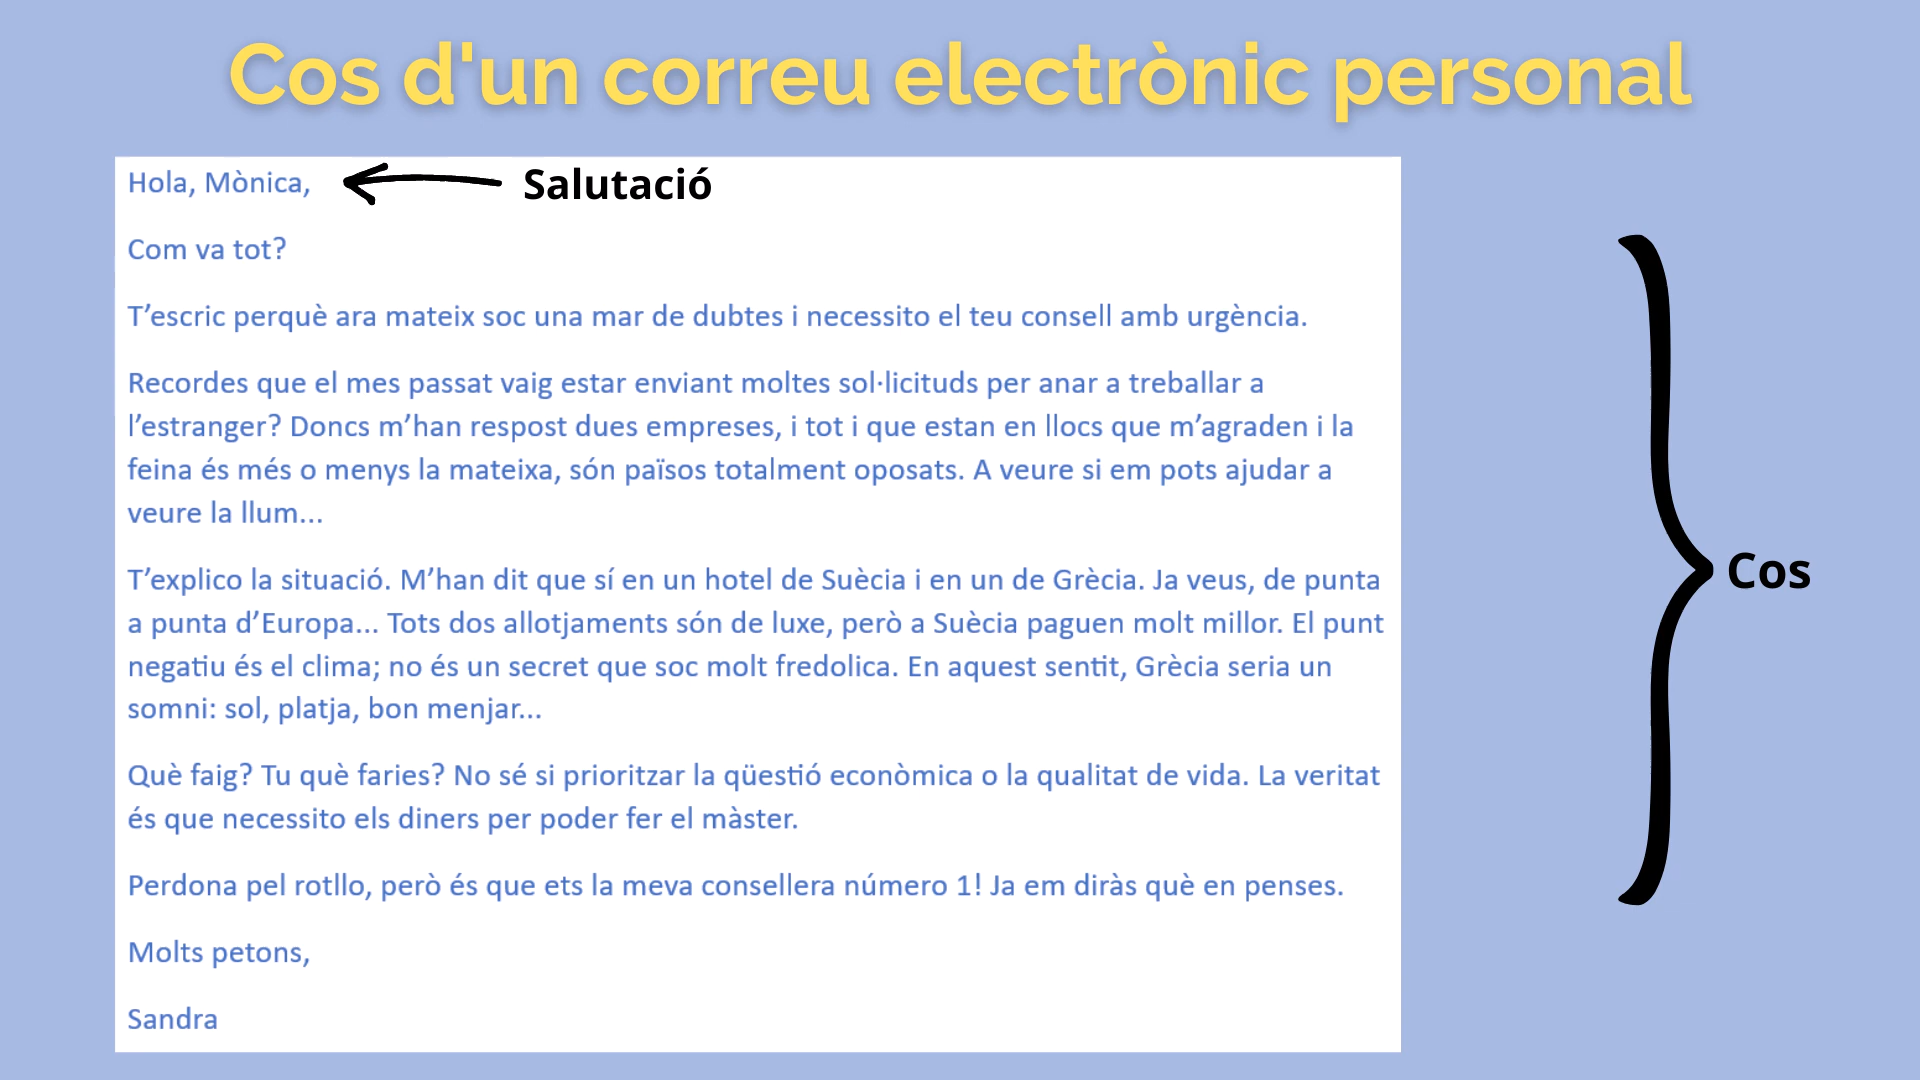 Cos d'un correu electrònic personal
Hola, Mònica,
Salutació
Com va tot?
T’escric perquè ara mateix soc una mar de dubtes i necessito el teu consell amb urgència.
Recordes que el mes passat vaig estar enviant moltes sol·licituds per anar a treballar a
l’estranger? Doncs m’han respost dues empreses, i tot i que estan en llocs que m’agraden i la
feina és més o menys la mateixa, són països totalment oposats. A veure si em pots ajudar a
veure la llum...
T’explico la situació. M’han dit que sí en un hotel de Suècia i en un de Grècia. Ja veus, de punta
a punta d’Europa... Tots dos allotjaments són de luxe, però a Suècia paguen molt millor. El punt
negatiu és el clima; no és un secret que soc molt fredolica. En aquest sentit, Grècia seria un
somni: sol, platja, bon menjar...
Què faig? Tu què faries? No sé si prioritzar la qüestió econòmica o la qualitat de vida. La veritat
és que necessito els diners per poder fer el màster.
Perdona pel rotllo, però és que ets la meva consellera número 1! Ja em diràs què en penses.
Molts petons,
Sandra
Cos